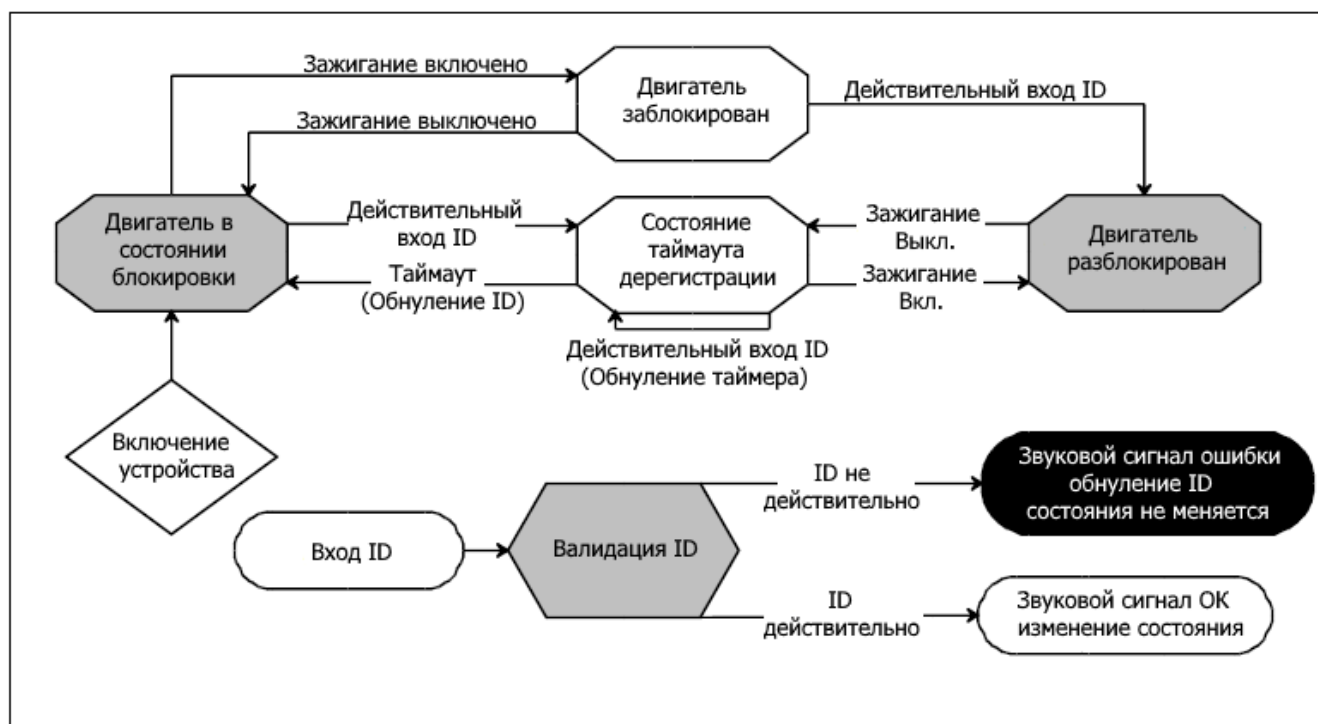 Зажигание включено
Двигатель
заблокирован
Действительный вход ID
Зажигание выключено
Двигатель в
состоянии
блокировки
Действительный
вход ID
Таймаут
(Обнуление ID)
Состояние
таймаута
дерегистрации
Зажигание
Выкл.
Зажигание
Вкл.
Двигатель
разблокирован
Действительный вход ID
(Обнуление таймера)
Включение
устройства
Вход ID
Валидация ID
ID не
действительно
Звуковой сигнал ошибки
обнуление ID
состояния не меняется
ID
действительно
Звуковой сигнал ОК
изменение состояния